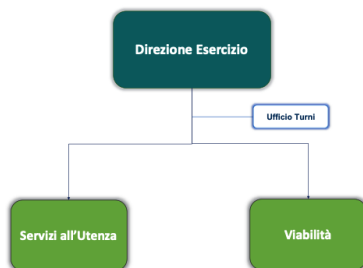 Direzione Esercizio
Ufficio Turni
Servizi all'Utenza
Viabilità